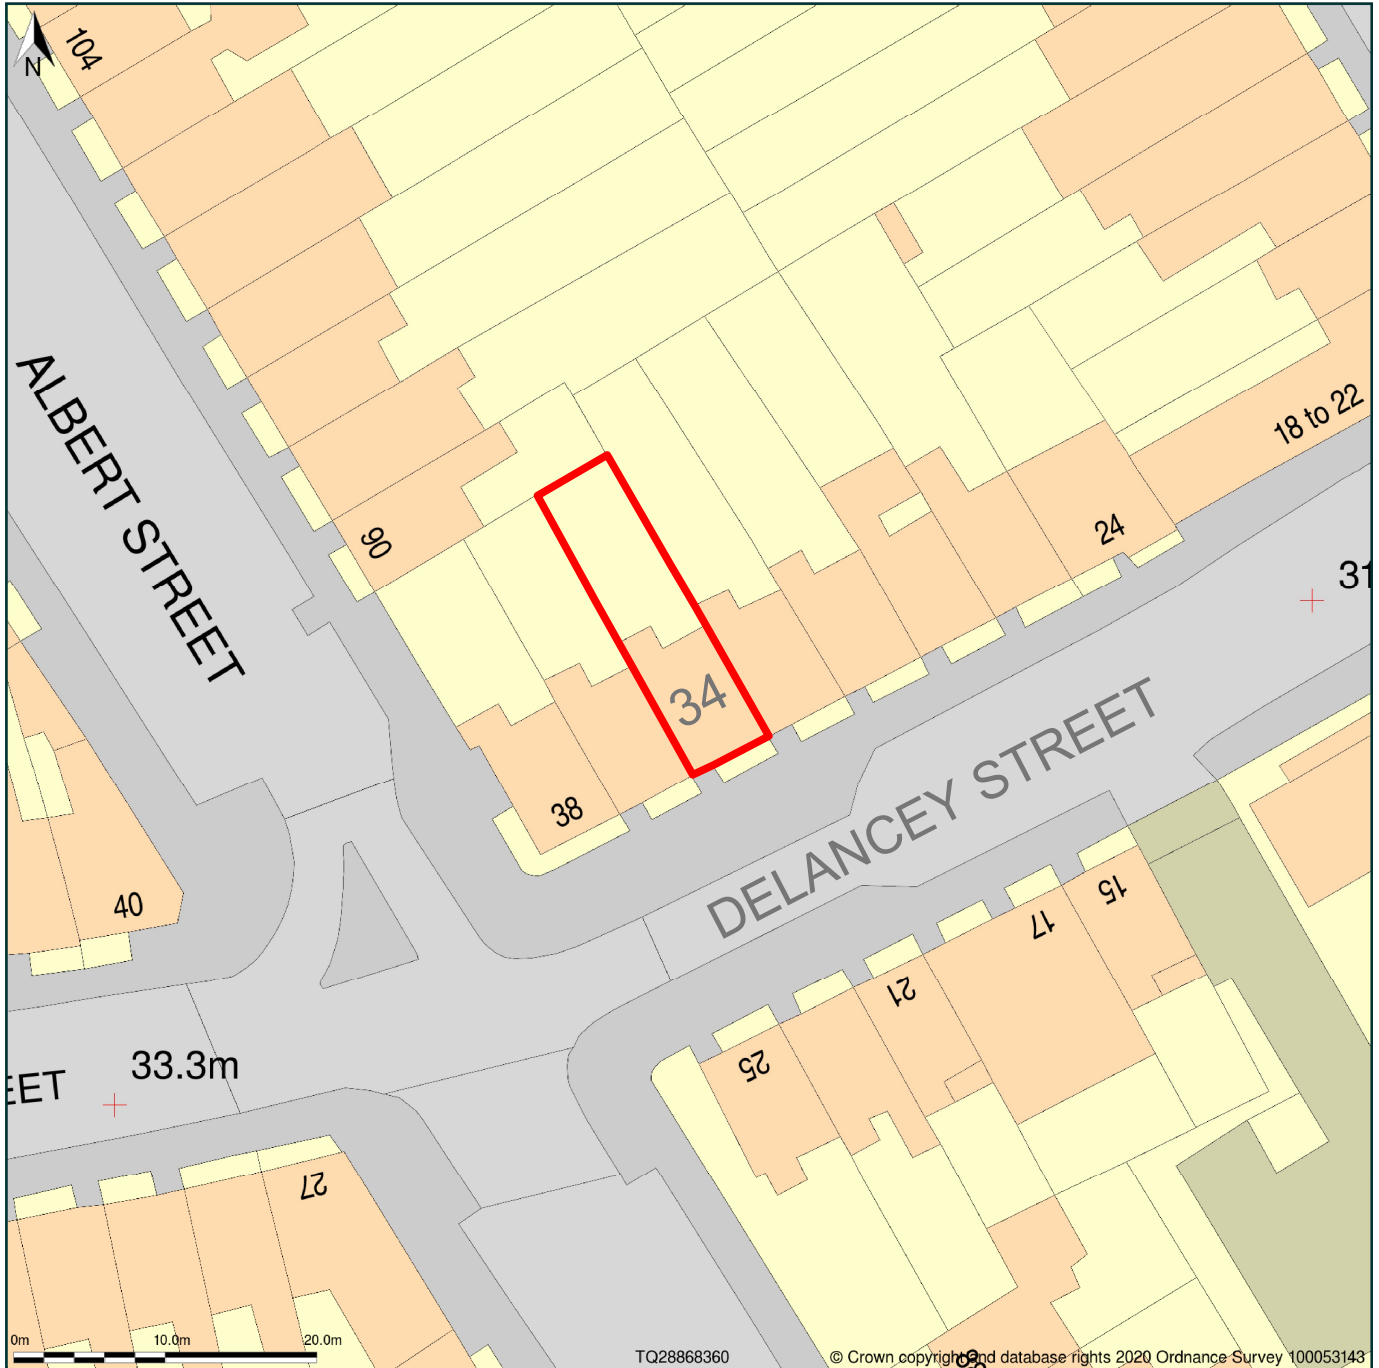 N
104
ALBERT STREET
90
18 to 22
24
31
34
38
DELANCEY STREET
40
15
17
21
25
33.3m
EET
27
0m
10.0m
20.0m
TQ28868360
© Crown copyright and database rights 2020 Ordnance Survey 100053143